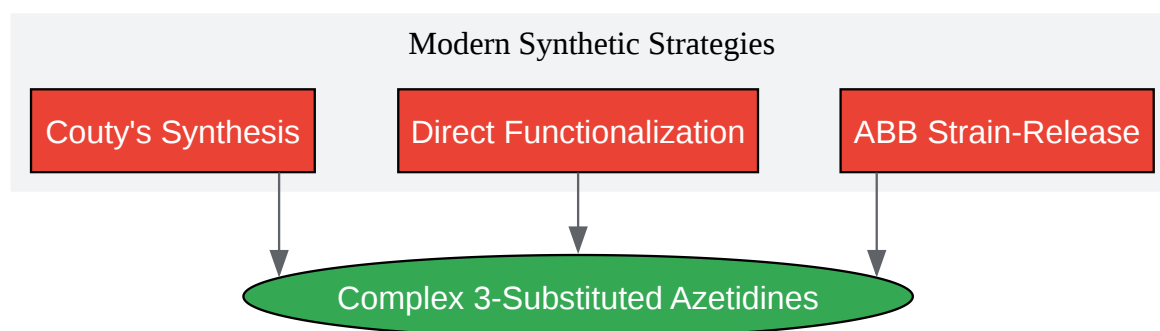 Modern Synthetic Strategies
Couty's Synthesis
Direct Functionalization
ABB Strain-Release
Complex 3-Substituted Azetidines